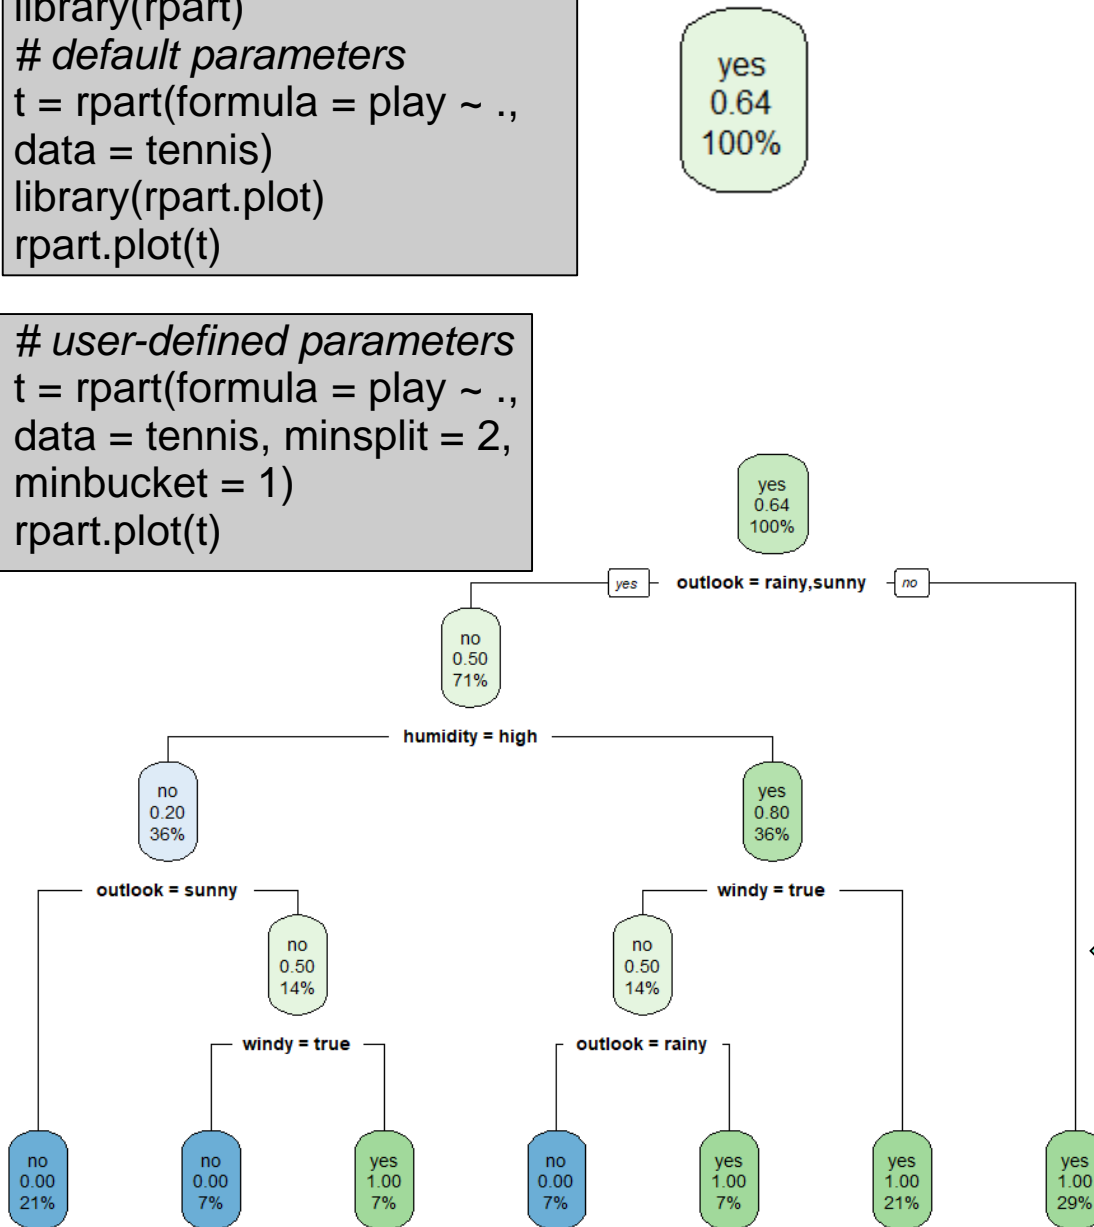 library(rpart)
# default parameters
t = rpart(formula = play ~ .,
data = tennis)
library(rpart.plot)
rpart.plot(t)
yes
0.64
100%
# user-defined parameters
t = rpart(formula = play ~ .,
data = tennis, minsplit = 2,
minbucket = 1)
rpart.plot(t)
yes
0.64
100%
yes outlook = rainy,sunny no
no
0.50
71%
humidity = high
no
0.20
36%
yes
0.80
36%
outlook = sunny
windy = true
no
0.50
14%
no
0.50
14%
windy = true
outlook = rainy
no
0.00
21%
no
0.00
7%
yes
1.00
7%
no
0.00
7%
yes
1.00
7%
yes
1.00
21%
yes
1.00
29%